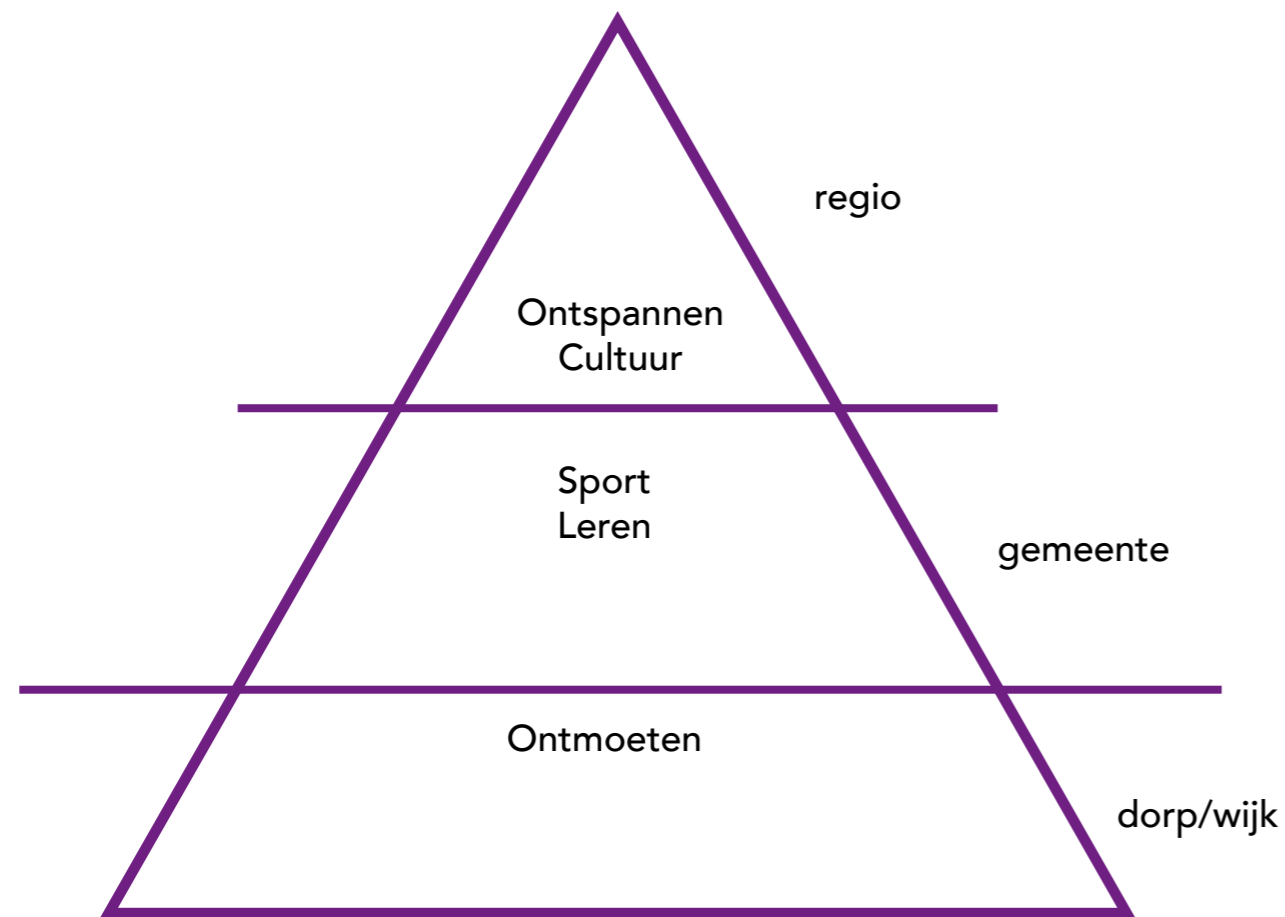 regio
Ontspannen
Cultuur
Sport
Leren
gemeente
Ontmoeten
dorp/wijk